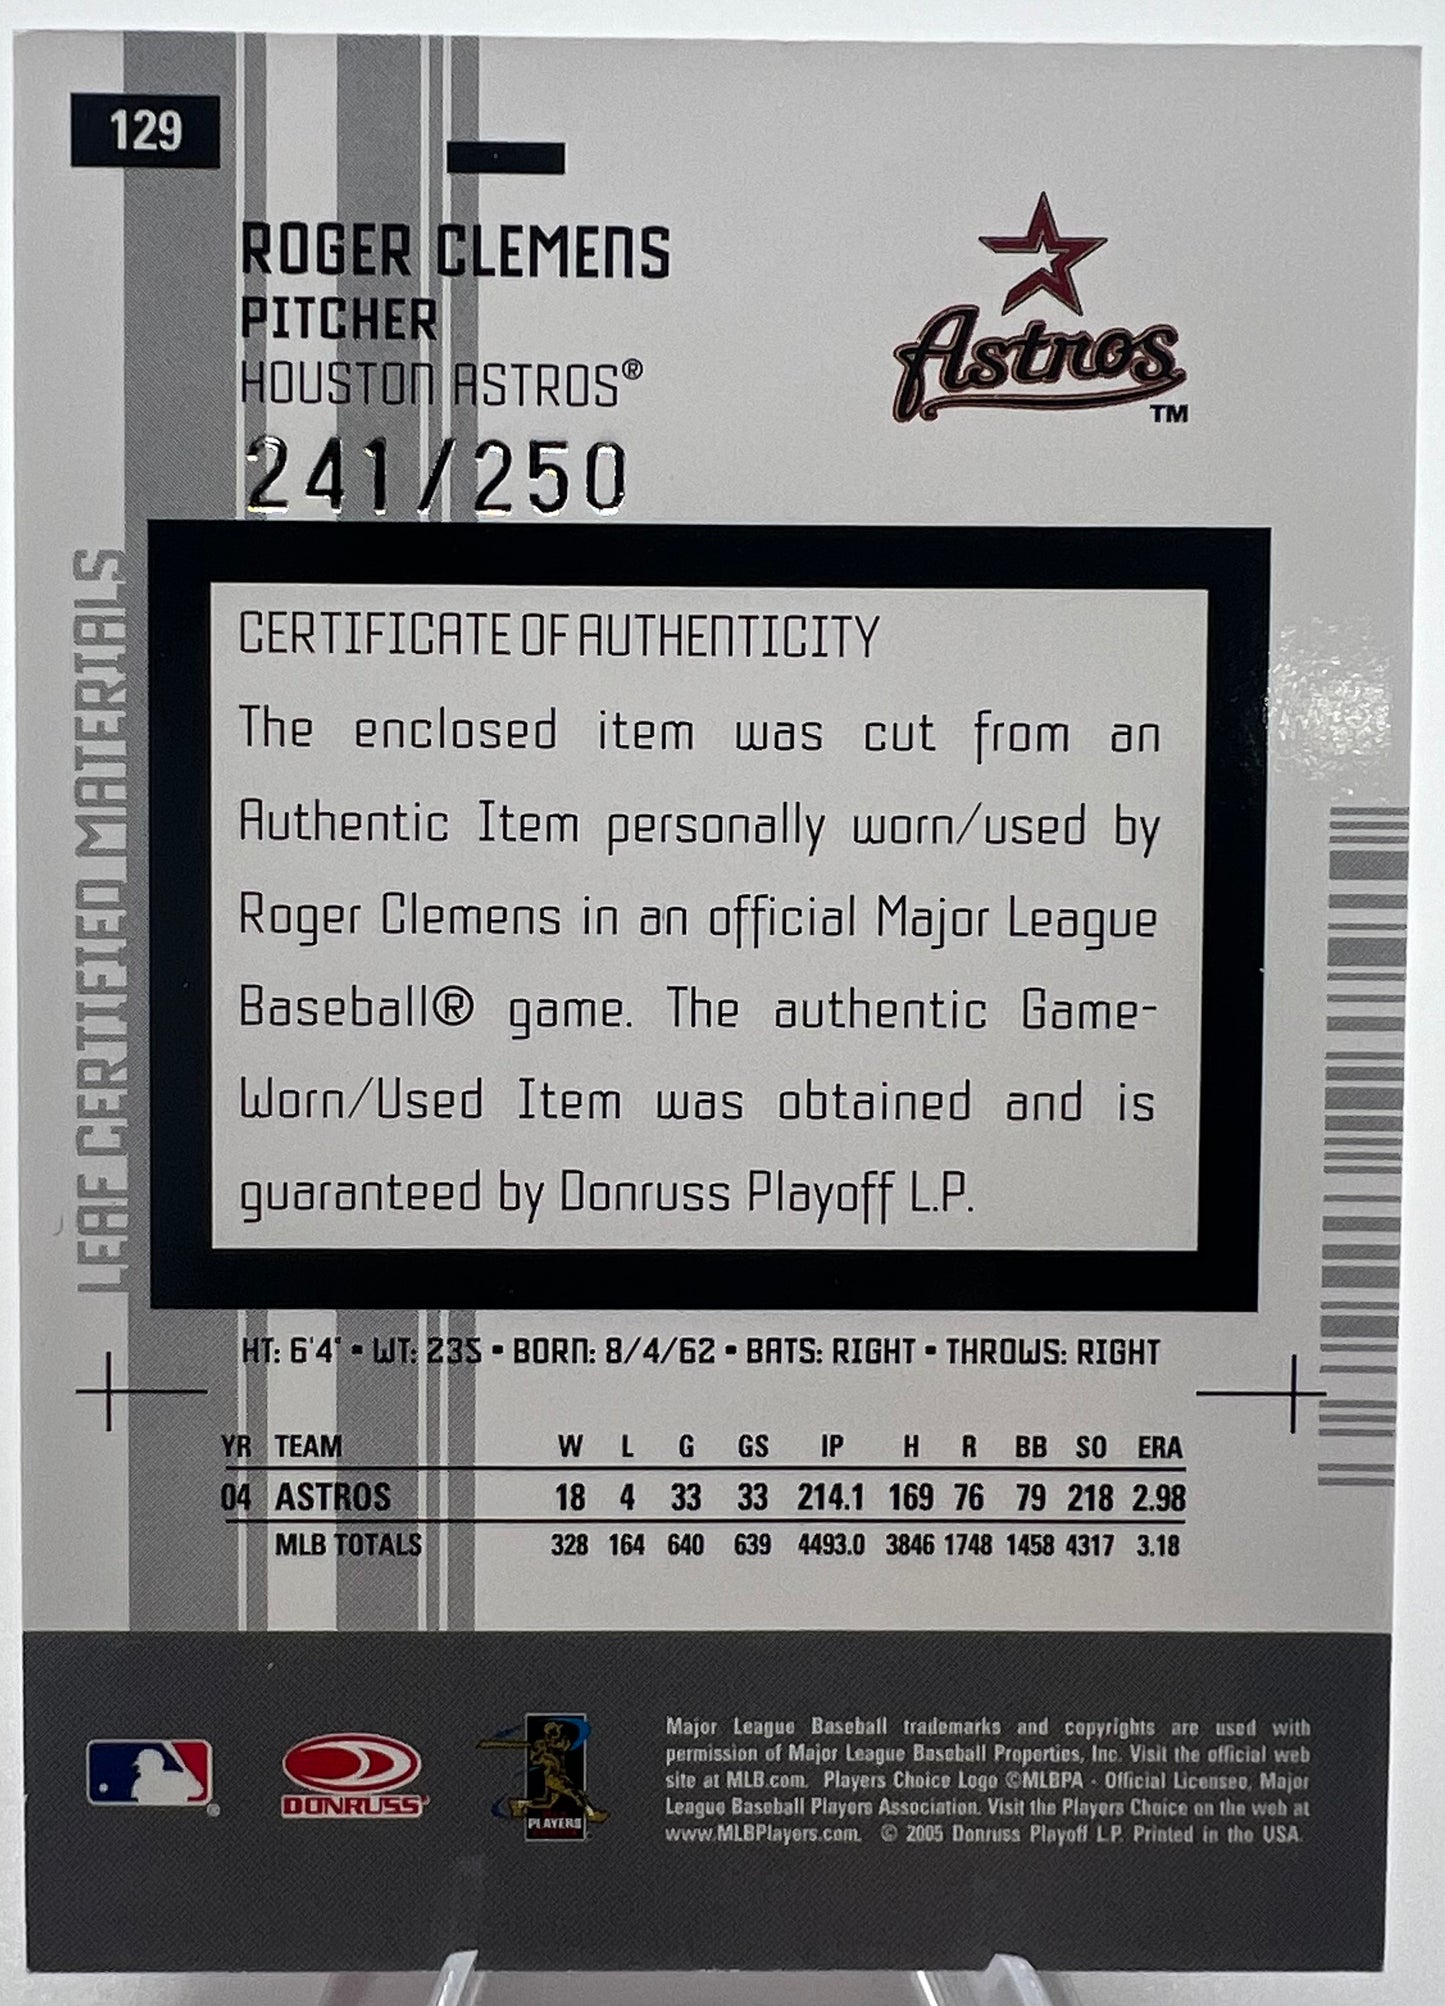 129
ROGER CLEMENS
PITCHER
HOUSTON ASTROS®
241/250
Astros
TM
LEAF CERTIFIED MATERIALS
CERTIFICATE OF AUTHENTICITY
The enclosed item was cut from an
Authentic Item personally worn/used by
Roger Clemens in an official Major League
Baseball® game. The authentic Game-
Worn/Used Item was obtained and is
guaranteed by Donruss Playoff L.P.
HT: 6'4" • WT: 235 • BORN: 8/4/62 • BATS: RIGHT • THROWS: RIGHT
YR TEAM W L G GS IP H R BB SO ERA
04 ASTROS 18 4 33 33 214.1 169 76 79 218 2.98
MLB TOTALS 328 164 640 639 4493.0 3846 1748 1458 4317 3.18
DONRUSS
PLAYERS
Major League Baseball trademarks and copyrights are used with
permission of Major League Baseball Properties, Inc. Visit the official web
site at MLB.com. Players Choice Logo ©MLBPA - Official Licensee, Major
League Baseball Players Association. Visit the Players Choice on the web at
www.MLBPlayers.com. © 2005 Donruss Playoff L.P. Printed in the USA.